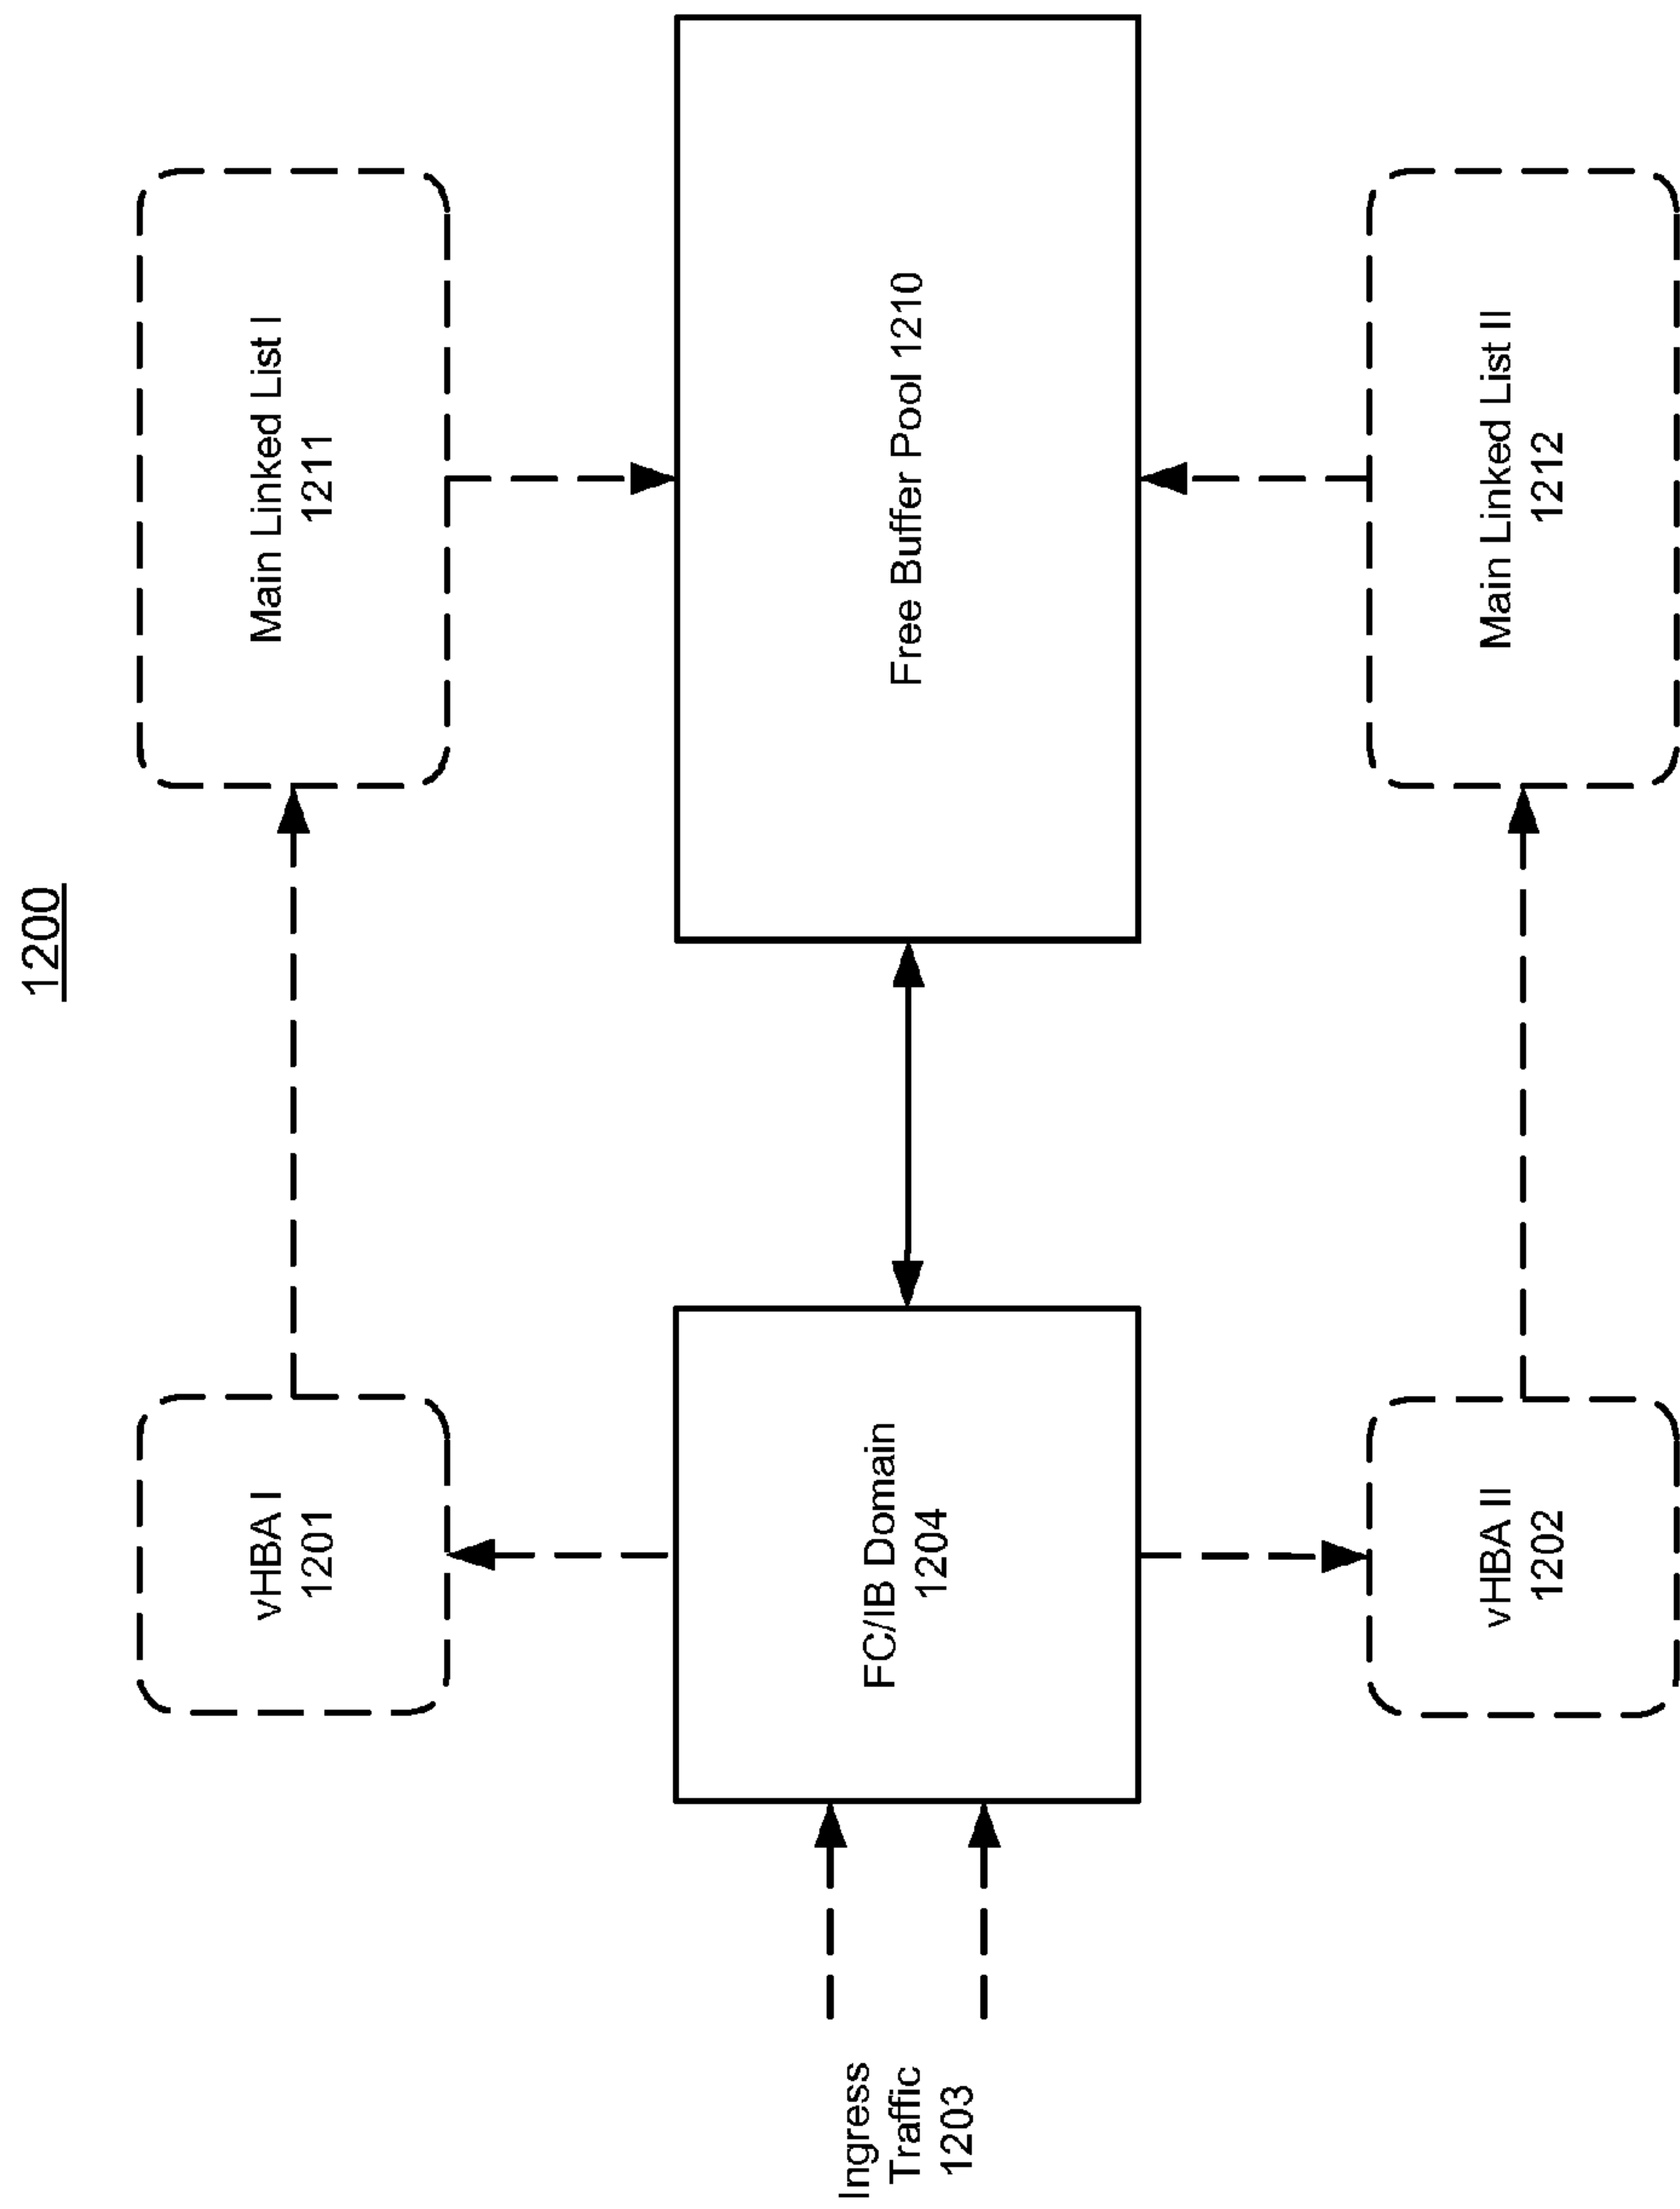 1200
vHBA I
1201
Main Linked List I
1211
Ingress
Traffic
1203
FC/IB Domain
1204
Free Buffer Pool 1210
vHBA II
1202
Main Linked List II
1212